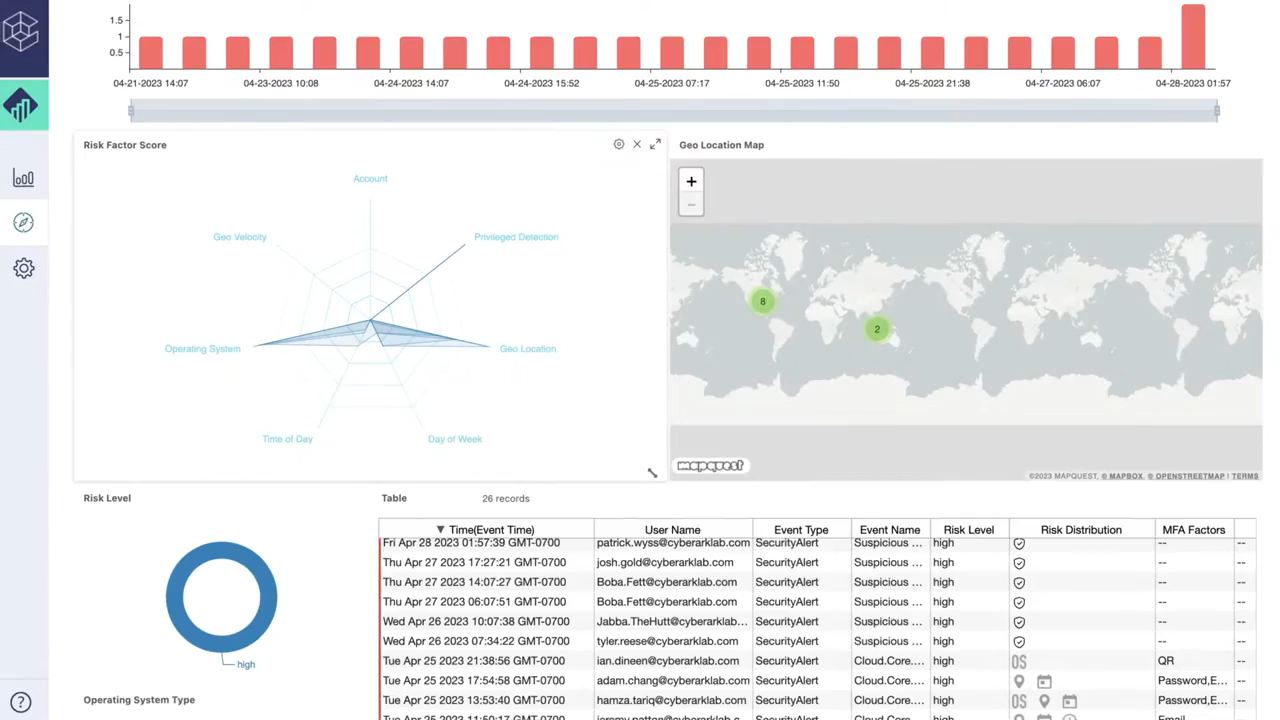 1.5
0.5
04-21-2023 14:07 04-23-2023 10:08 04-24-2023 14:07 04-24-2023 15:52 04-25-2023 07:17 04-25-2023 11:50 04-25-2023 21:38 04-27-2023 06:07 04-28-2023 01:57
Risk Factor Score
Account
Geo Velocity
Privileged Detection
Operating System
Geo Location
Time of Day
Day of Week
Geo Location Map
+
−
8
2
mapquest
©2023 MAPQUEST, © MAPBOX, © OPENSTREETMAP | TERMS
Risk Level
high
Operating System Type
?
Table 26 records
▼ Time(Event Time) User Name Event Type Event Name Risk Level Risk Distribution MFA Factors
Fri Apr 28 2023 01:57:39 GMT-0700 patrick.wyss@cyberarklab.com SecurityAlert Suspicious ... high --  --
Thu Apr 27 2023 17:27:21 GMT-0700 josh.gold@cyberarklab.com SecurityAlert Suspicious ... high -- --
Thu Apr 27 2023 14:07:27 GMT-0700 Boba.Fett@cyberarklab.com SecurityAlert Suspicious ... high -- --
Thu Apr 27 2023 06:07:51 GMT-0700 Boba.Fett@cyberarklab.com SecurityAlert Suspicious ... high -- --
Wed Apr 26 2023 10:07:38 GMT-0700 Jabba.TheHutt@cyberarklab... SecurityAlert Suspicious ... high -- --
Wed Apr 26 2023 07:34:22 GMT-0700 tyler.reese@cyberarklab.com SecurityAlert Suspicious ... high -- --
Tue Apr 25 2023 21:38:56 GMT-0700 ian.dineen@cyberarklab.com SecurityAlert Cloud.Core.... high OS QR --
Tue Apr 25 2023 17:54:58 GMT-0700 adam.chang@cyberarklab.com SecurityAlert Cloud.Core.... high Password,E... --
Tue Apr 25 2023 13:53:40 GMT-0700 hamza.tariq@cyberarklab.com SecurityAlert Cloud.Core.... high OS Password,E... --